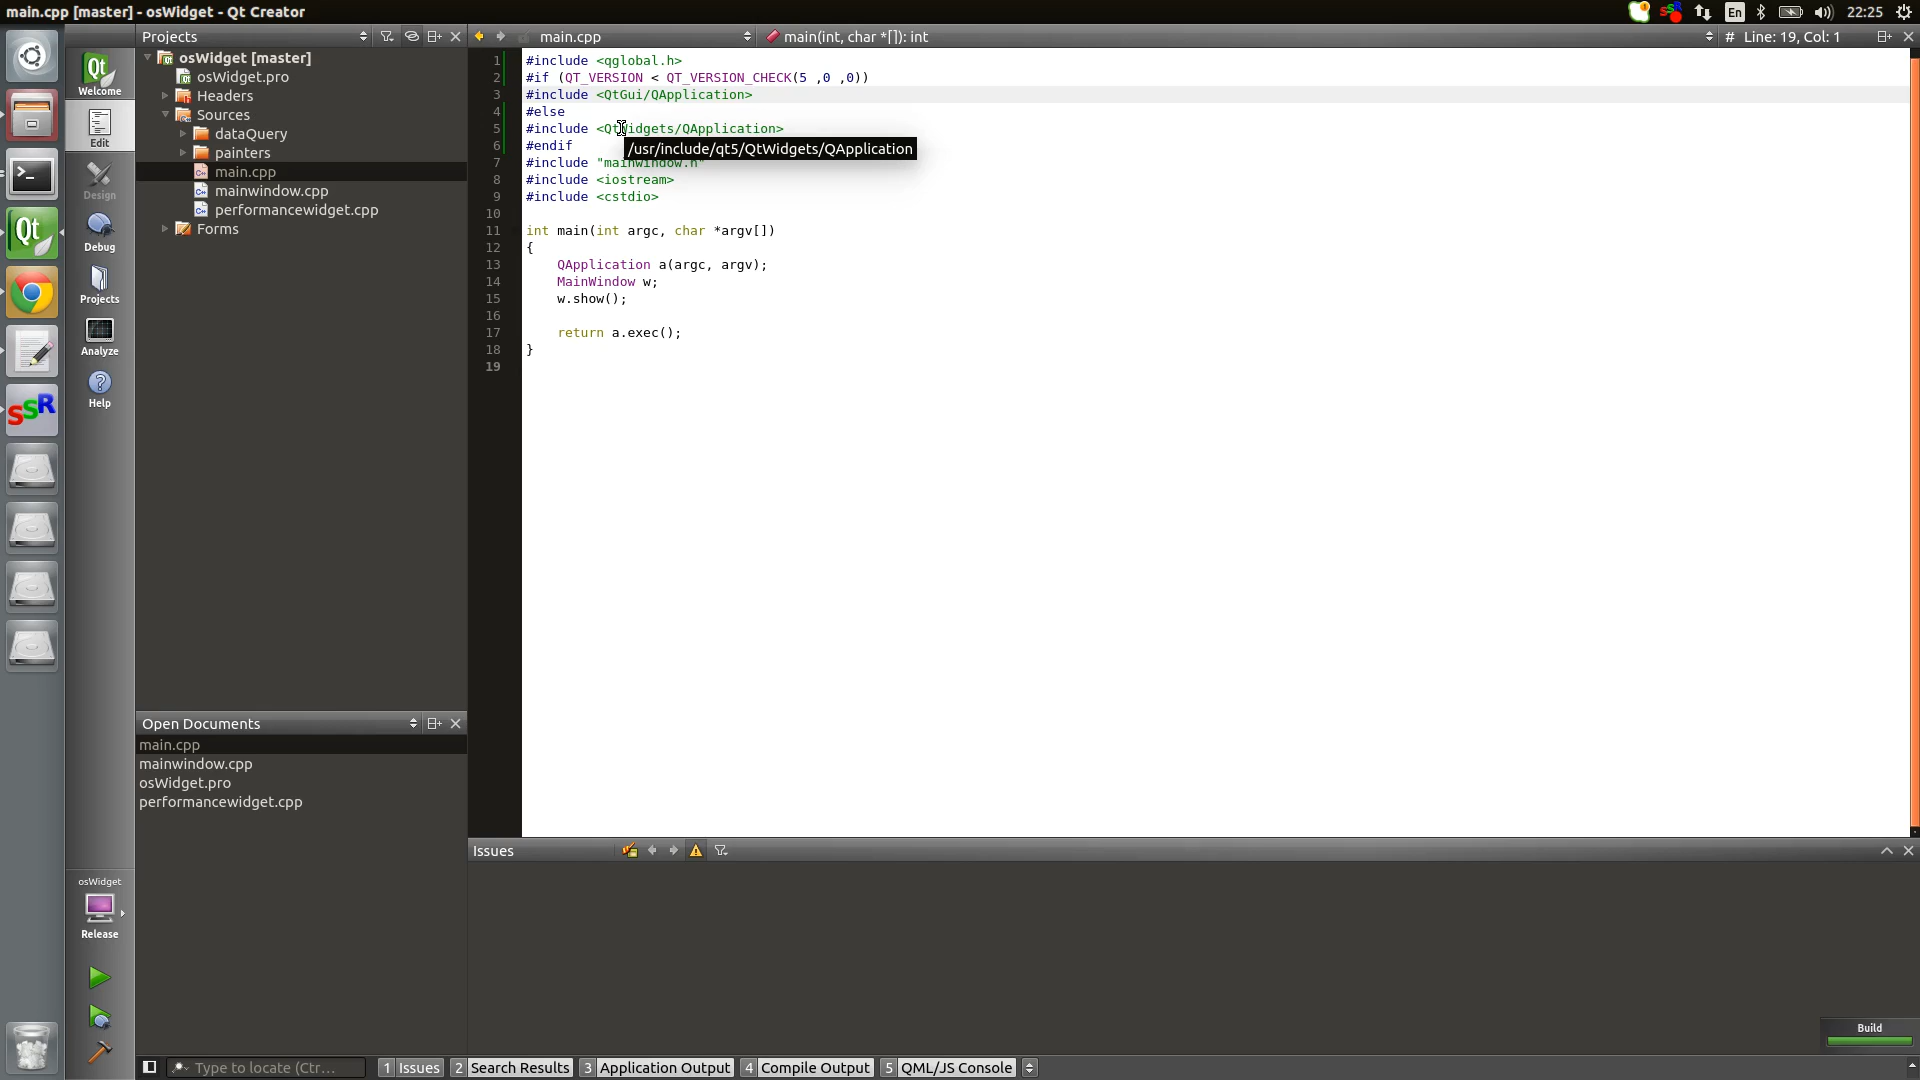 main.cpp [master] - osWidget - Qt Creator
En
22:25
Projects
main.cpp
main(int, char *[]): int
# Line: 19, Col: 1
Welcome
Edit
Design
Debug
Projects
Analyze
Help
osWidget [master]
osWidget.pro
Headers
Sources
dataQuery
painters
main.cpp
mainwindow.cpp
performancewidget.cpp
Forms
1 #include <qglobal.h>
2 #if (QT_VERSION < QT_VERSION_CHECK(5 ,0 ,0))
3 #include <QtGui/QApplication>
4 #else
5 #include <QtWidgets/QApplication>
6 #endif
/usr/include/qt5/QtWidgets/QApplication
7 #include "mainwindow.h"
8 #include <iostream>
9 #include <cstdio>
10
11 int main(int argc, char *argv[])
12 {
13 QApplication a(argc, argv);
14 MainWindow w;
15 w.show();
16
17 return a.exec();
18 }
19
SSR
Open Documents
main.cpp
mainwindow.cpp
osWidget.pro
performancewidget.cpp
Issues
osWidget
Release
Build
Type to locate (Ctr...
1 Issues
2 Search Results
3 Application Output
4 Compile Output
5 QML/JS Console